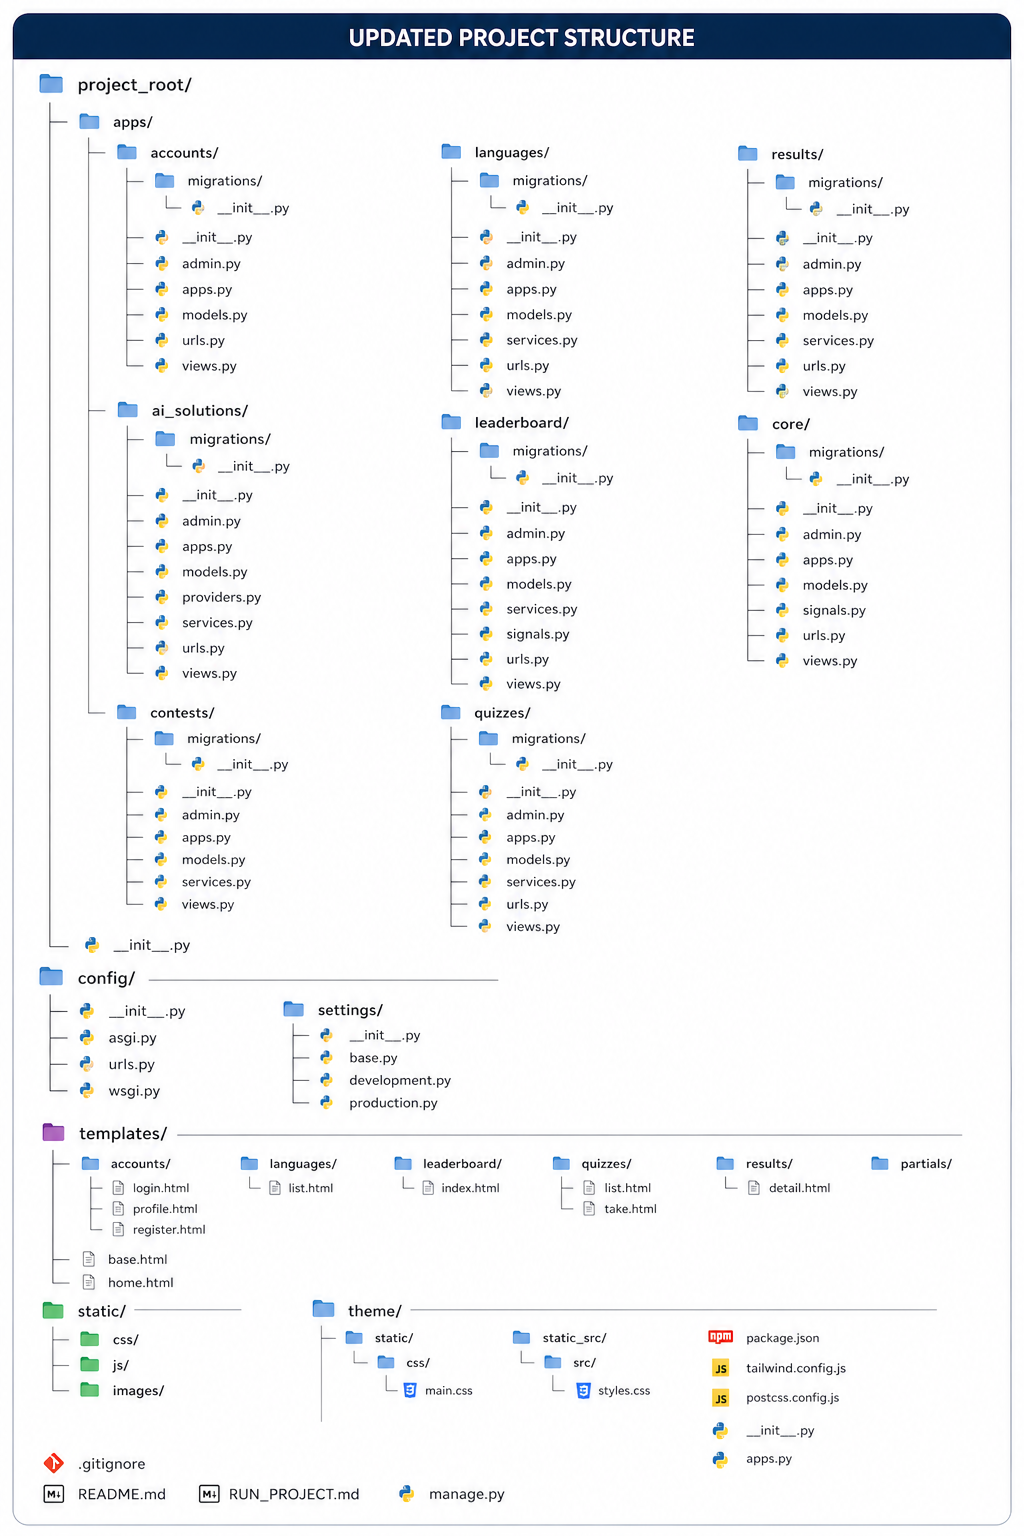 UPDATED PROJECT STRUCTURE
project_root/
apps/
accounts/
migrations/
__init__.py
__init__.py
admin.py
apps.py
models.py
urls.py
views.py
languages/
migrations/
__init__.py
__init__.py
admin.py
apps.py
models.py
services.py
urls.py
views.py
results/
migrations/
__init__.py
__init__.py
admin.py
apps.py
models.py
services.py
urls.py
views.py
ai_solutions/
migrations/
__init__.py
__init__.py
admin.py
apps.py
models.py
providers.py
services.py
urls.py
views.py
leaderboard/
migrations/
__init__.py
__init__.py
admin.py
apps.py
models.py
services.py
signals.py
urls.py
views.py
core/
migrations/
__init__.py
__init__.py
admin.py
apps.py
models.py
signals.py
urls.py
views.py
contests/
migrations/
__init__.py
__init__.py
admin.py
apps.py
models.py
services.py
views.py
quizzes/
migrations/
__init__.py
__init__.py
admin.py
apps.py
models.py
services.py
urls.py
views.py
__init__.py
config/
__init__.py
asgi.py
urls.py
wsgi.py
settings/
__init__.py
base.py
development.py
production.py
templates/
accounts/
login.html
profile.html
register.html
languages/
list.html
leaderboard/
index.html
quizzes/
list.html
take.html
results/
detail.html
partials/
base.html
home.html
static/
css/
js/
images/
theme/
static/
css/
3
main.css
static_src/
src/
3
styles.css
npm
package.json
JS
tailwind.config.js
JS
postcss.config.js
__init__.py
apps.py
.gitignore
M↓
README.md
M↓
RUN_PROJECT.md
manage.py